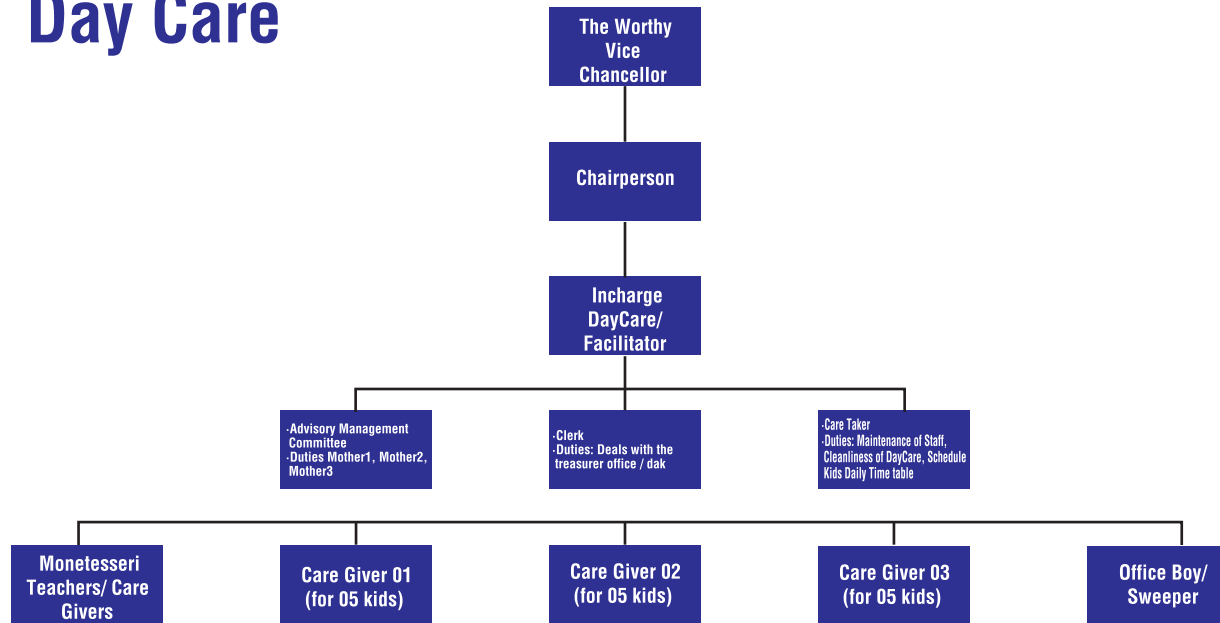 Day Care
The Worthy
Vice
Chancellor
Chairperson
Incharge
DayCare/
Facilitator
·Advisory Management
Committee
·Duties Mother1, Mother2,
Mother3
·Clerk
·Duties: Deals with the
treasurer office / dak
·Care Taker
·Duties: Maintenance of Staff,
Cleanliness of DayCare, Schedule
Kids Daily Time table
Monetesseri
Teachers/ Care
Givers
Care Giver 01
(for 05 kids)
Care Giver 02
(for 05 kids)
Care Giver 03
(for 05 kids)
Office Boy/
Sweeper